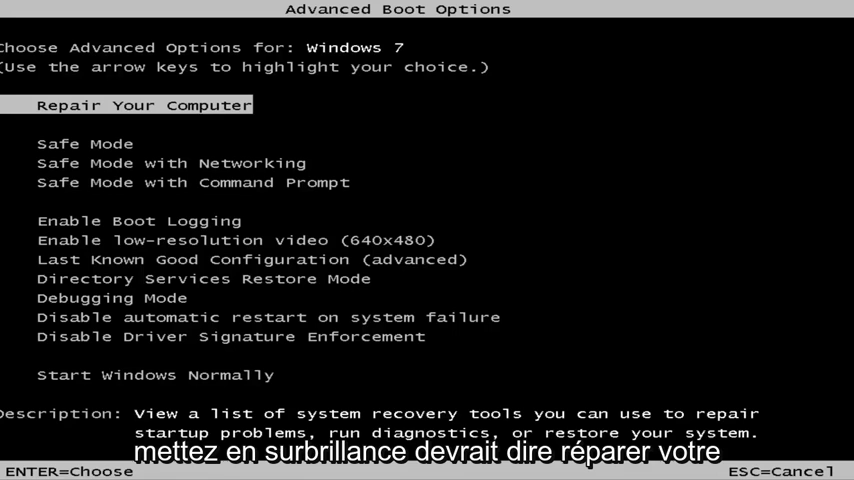 Advanced Boot Options
Choose Advanced Options for: Windows 7
(Use the arrow keys to highlight your choice.)
Repair Your Computer
Safe Mode
Safe Mode with Networking
Safe Mode with Command Prompt
Enable Boot Logging
Enable low-resolution video (640x480)
Last Known Good Configuration (advanced)
Directory Services Restore Mode
Debugging Mode
Disable automatic restart on system failure
Disable Driver Signature Enforcement
Start Windows Normally
Description: View a list of system recovery tools you can use to repair
startup problems, run diagnostics, or restore your system.
mettez en surbrillance devrait dire réparer votre
ENTER=Choose ESC=Cancel